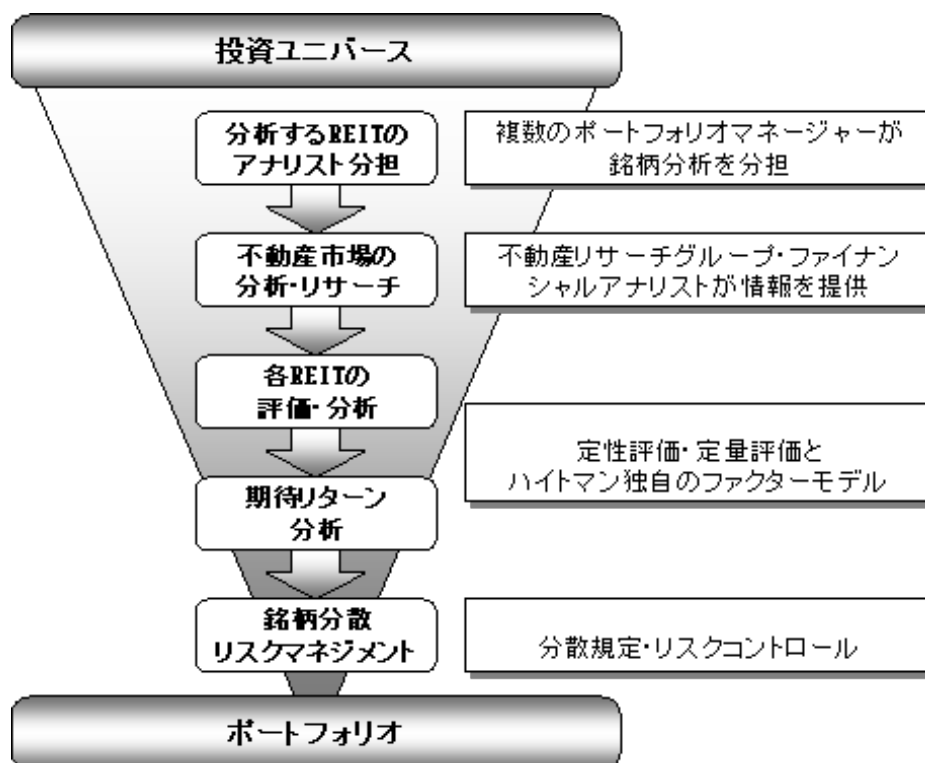 投資ユニバース
分析するREITの
アナリスト分担
複数のポートフォリオマネージャーが
銘柄分析を分担
不動産市場の
分析・リサーチ
不動産リサーチグループ・ファイナン
シャルアナリストが情報を提供
各REITの
評価・分析
定性評価・定量評価と
ハイトマン独自のファクターモデル
期待リターン
分析
銘柄分散
リスクマネジメント
分散規定・リスクコントロール
ポートフォリオ